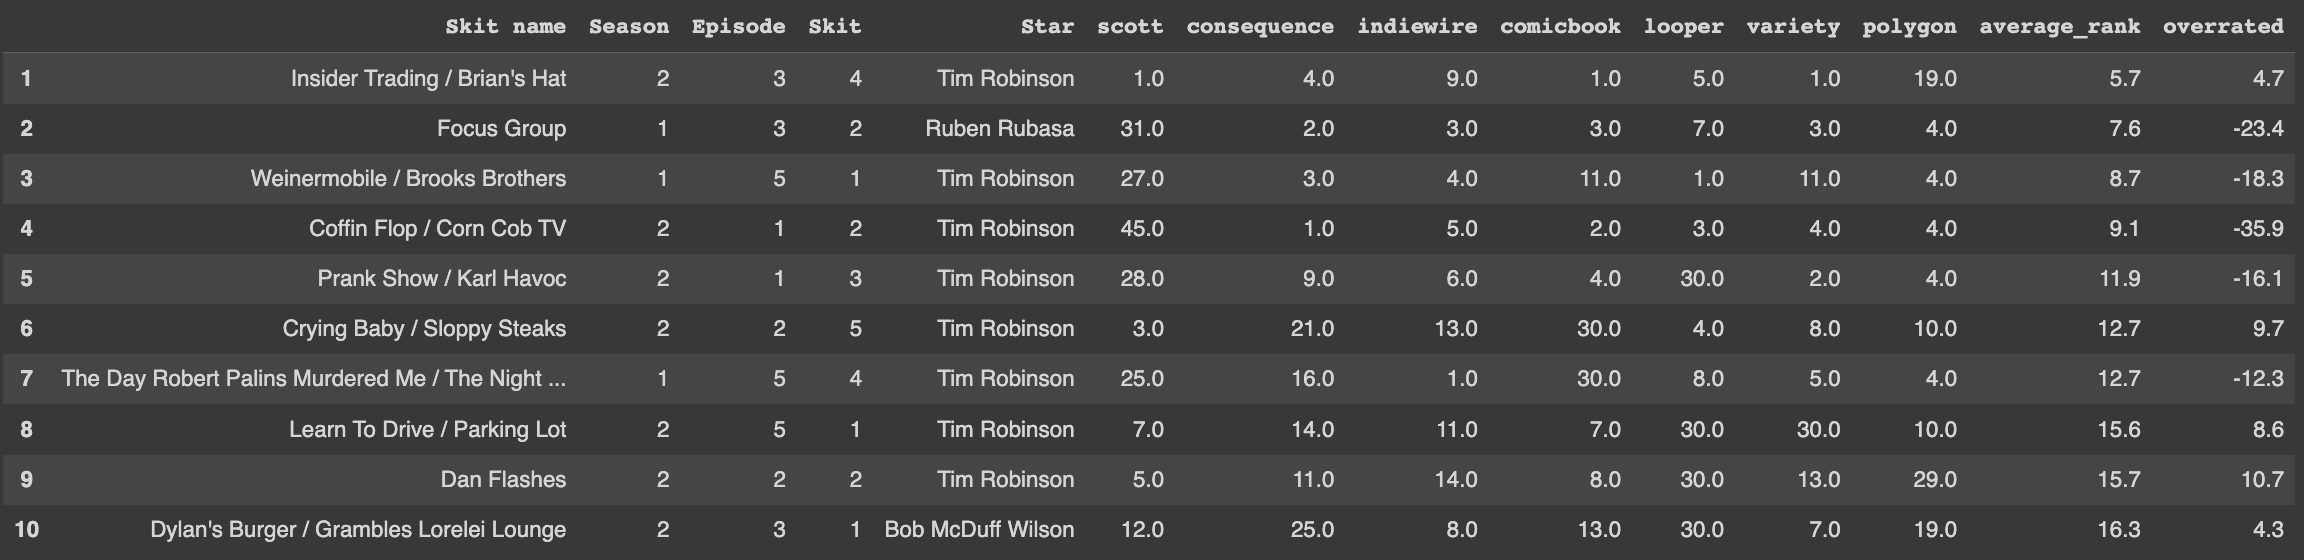 Skit name Season Episode Skit Star scott consequence indiewire comicbook looper variety polygon average_rank overrated
1 Insider Trading / Brian's Hat 2 3 4 Tim Robinson 1.0 4.0 9.0 1.0 5.0 1.0 19.0 5.7 4.7
2 Focus Group 1 3 2 Ruben Rubasa 31.0 2.0 3.0 3.0 7.0 3.0 4.0 7.6 -23.4
3 Weinermobile / Brooks Brothers 1 5 1 Tim Robinson 27.0 3.0 4.0 11.0 1.0 11.0 4.0 8.7 -18.3
4 Coffin Flop / Corn Cob TV 2 1 2 Tim Robinson 45.0 1.0 5.0 2.0 3.0 4.0 4.0 9.1 -35.9
5 Prank Show / Karl Havoc 2 1 3 Tim Robinson 28.0 9.0 6.0 4.0 30.0 2.0 4.0 11.9 -16.1
6 Crying Baby / Sloppy Steaks 2 2 5 Tim Robinson 3.0 21.0 13.0 30.0 4.0 8.0 10.0 12.7 9.7
7 The Day Robert Palins Murdered Me / The Night ... 1 5 4 Tim Robinson 25.0 16.0 1.0 30.0 8.0 5.0 4.0 12.7 -12.3
8 Learn To Drive / Parking Lot 2 5 1 Tim Robinson 7.0 14.0 11.0 7.0 30.0 30.0 10.0 15.6 8.6
9 Dan Flashes 2 2 2 Tim Robinson 5.0 11.0 14.0 8.0 30.0 13.0 29.0 15.7 10.7
10 Dylan's Burger / Grambles Lorelei Lounge 2 3 1 Bob McDuff Wilson 12.0 25.0 8.0 13.0 30.0 7.0 19.0 16.3 4.3